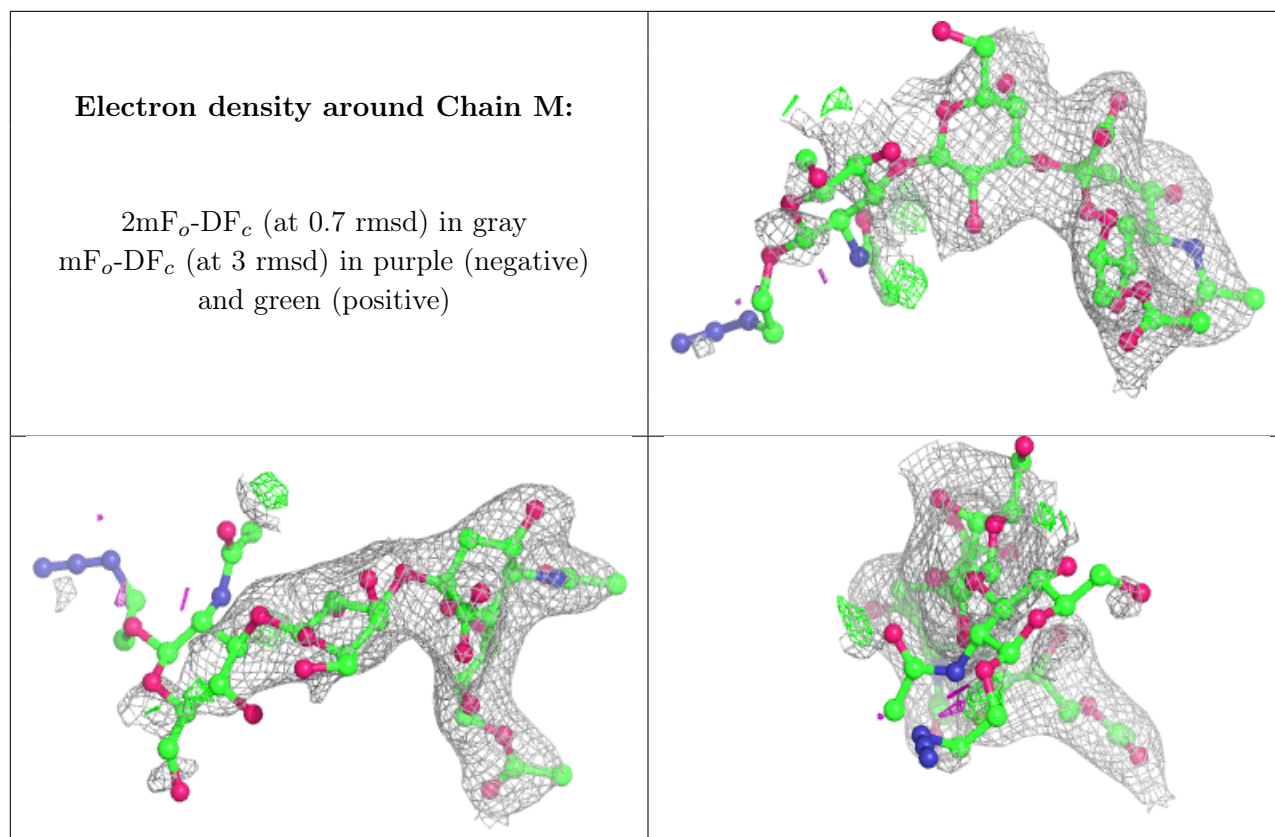 Electron density around Chain M:
2mFₒ-DF𝒸 (at 0.7 rmsd) in gray
mFₒ-DF𝒸 (at 3 rmsd) in purple (negative)
and green (positive)